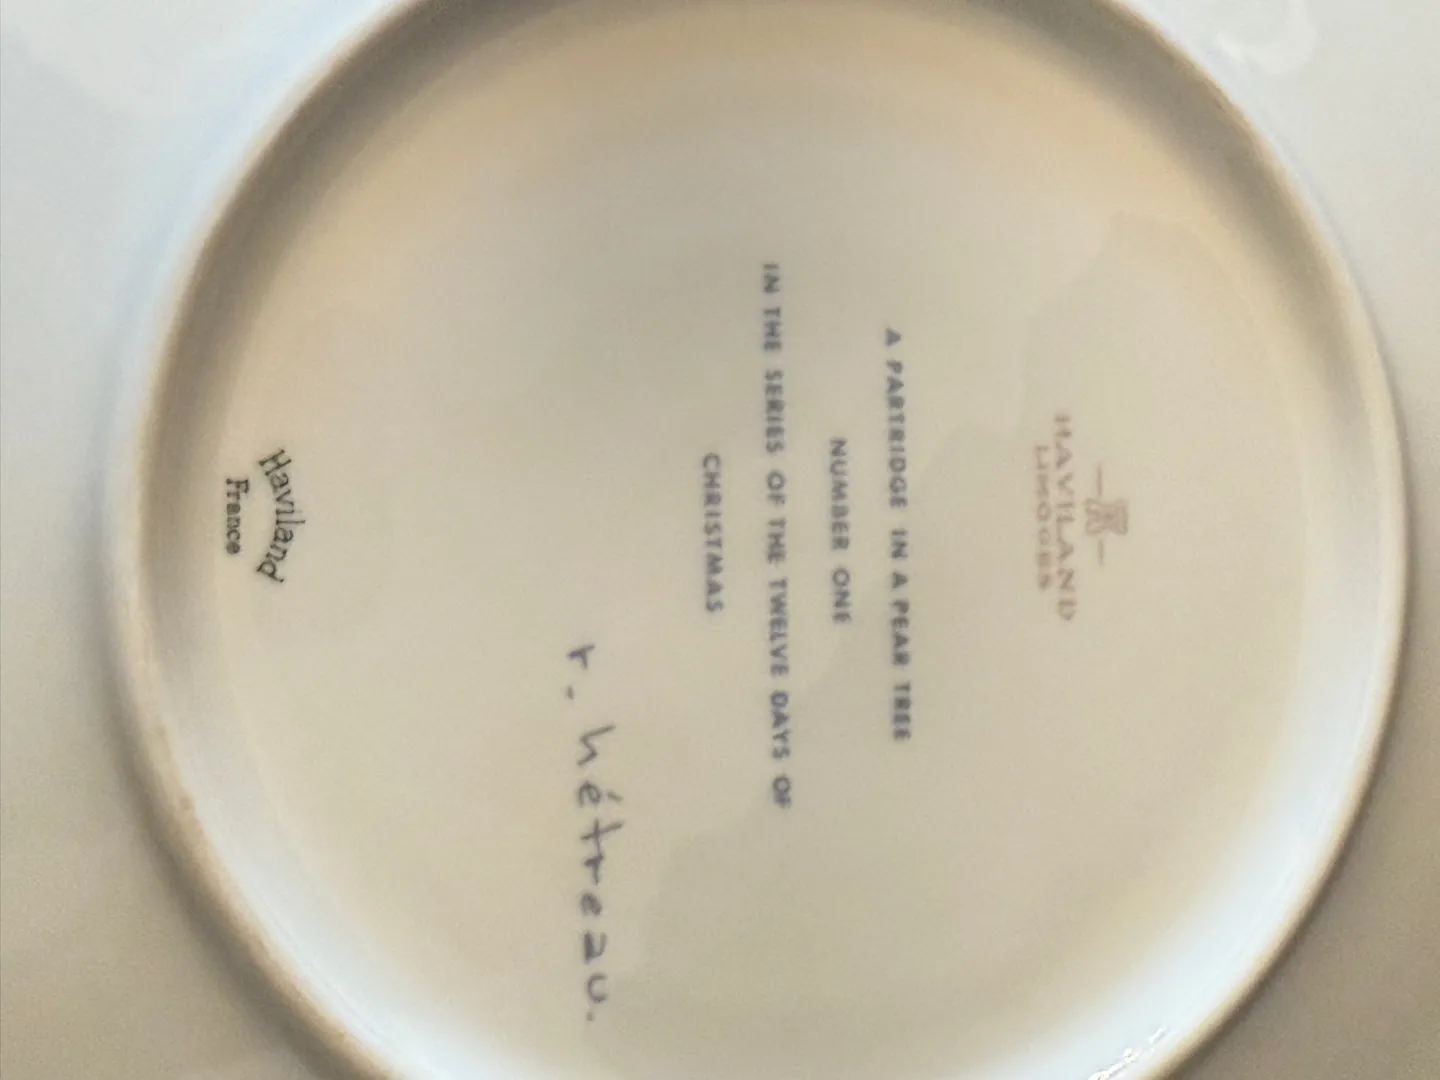 HAVILAND
LIMOGES
A PARTRIDGE IN A PEAR TREE
NUMBER ONE
IN THE SERIES OF THE TWELVE DAYS OF
CHRISTMAS
r. hétreau.
Haviland
France